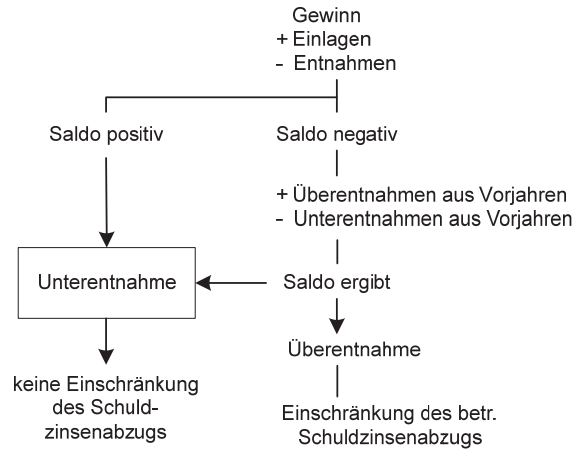 Gewinn
+ Einlagen
- Entnahmen
Saldo positiv
Saldo negativ
+ Überentnahmen aus Vorjahren
- Unterentnahmen aus Vorjahren
Unterentnahme
Saldo ergibt
Überentnahme
keine Einschränkung
des Schuld-
zinsenabzugs
Einschränkung des betr.
Schuldzinsenabzugs